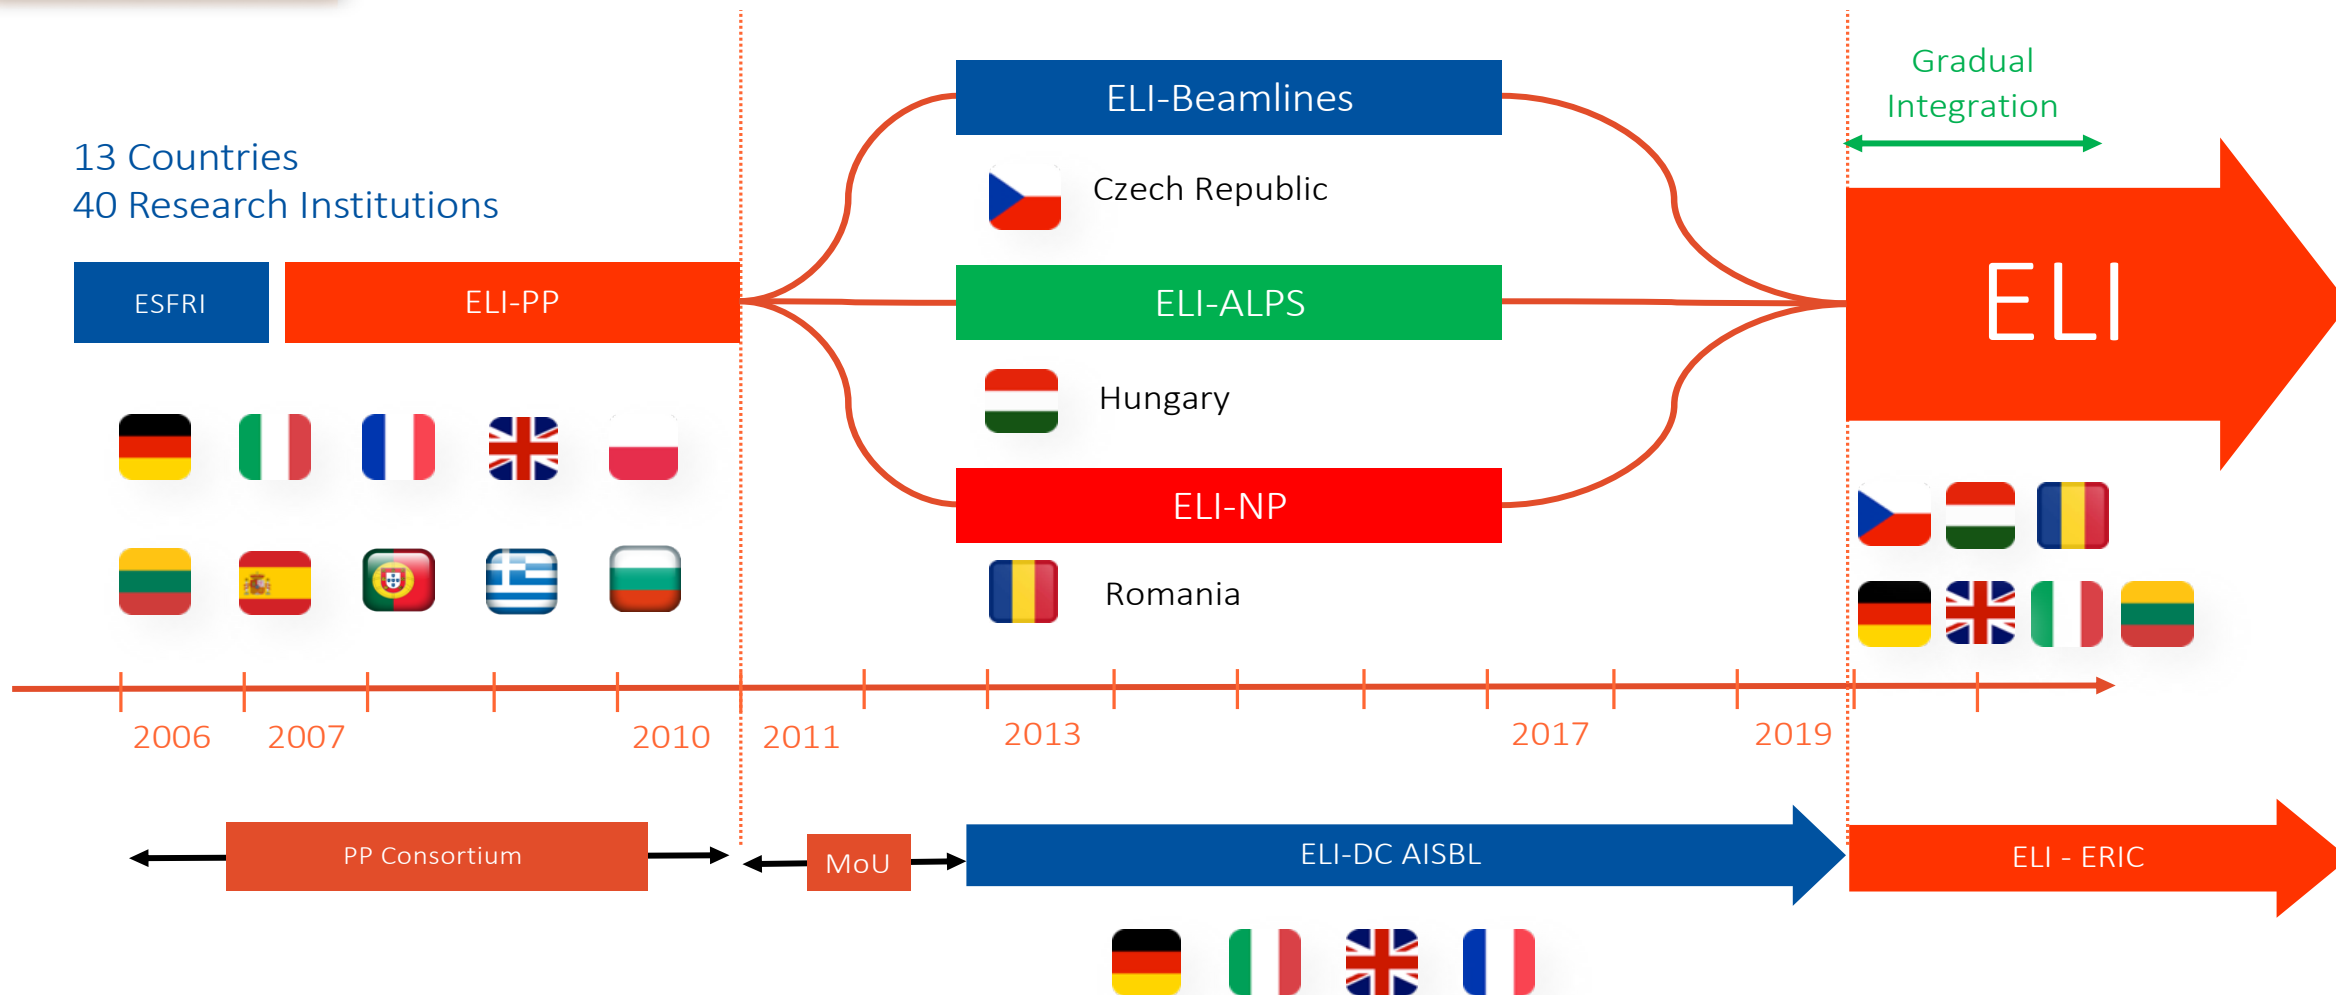 Gradual
Integration
ELI-Beamlines
13 Countries
40 Research Institutions
Czech Republic
ESFRI
ELI-PP
ELI-ALPS
ELI
Hungary
ELI-NP
Romania
2006
2007
2010
2011
2013
2017
2019
PP Consortium
MoU
ELI-DC AISBL
ELI - ERIC